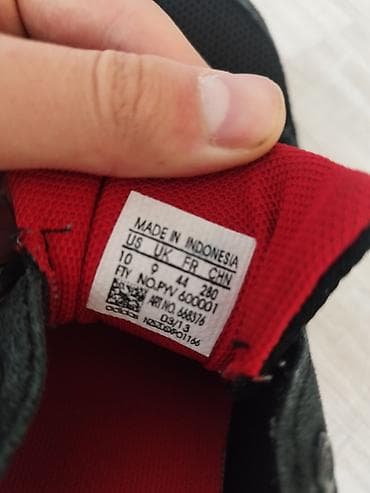 MADE IN INDONESIA
US UK FR CHN
10 9 44 280
FTY NO.PYV 600001
ART NO. 668376
03/13
adidas